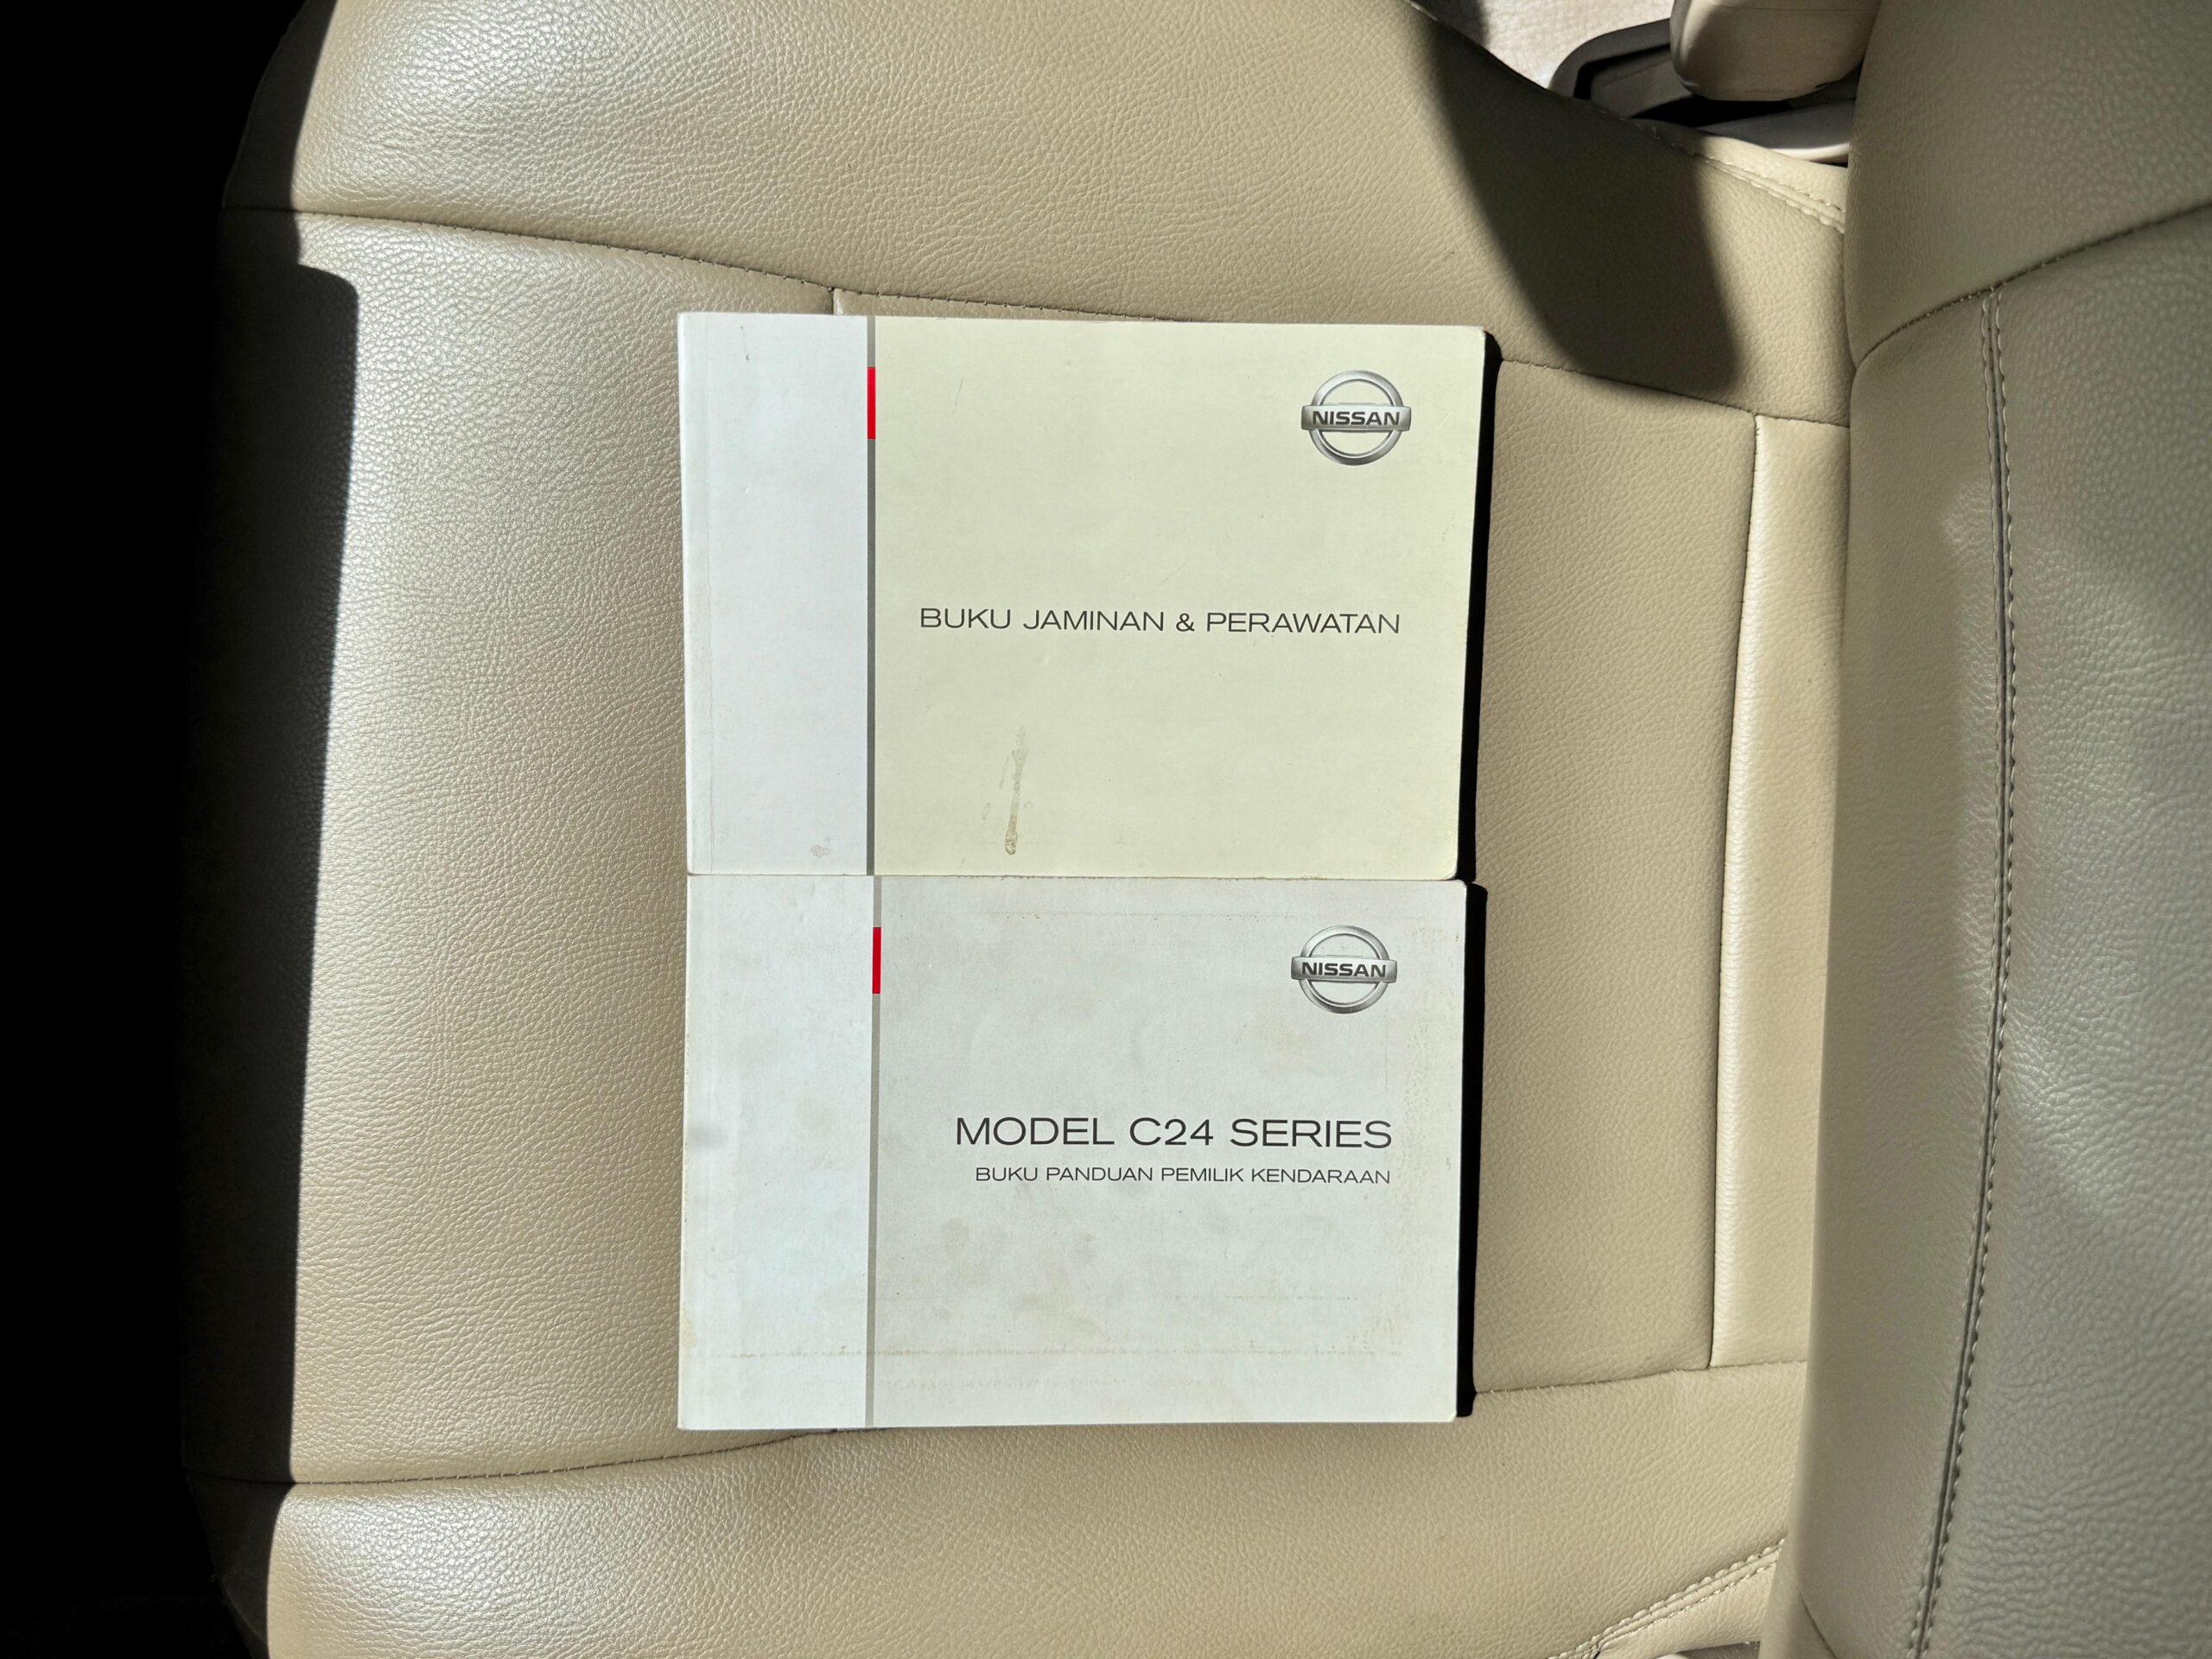 NISSAN
BUKU JAMINAN & PERAWATAN
NISSAN
MODEL C24 SERIES
BUKU PANDUAN PEMILIK KENDARAAN